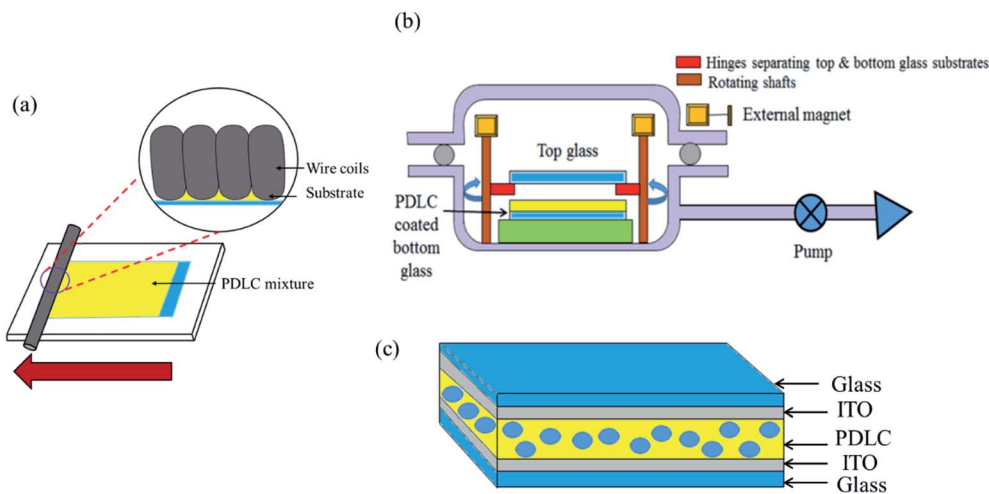 (a)
Wire coils
Substrate
PDLC mixture
(b)
Hinges separating top & bottom glass substrates
Rotating shafts
External magnet
Top glass
PDLC
coated
bottom
glass
Pump
(c)
Glass
ITO
PDLC
ITO
Glass